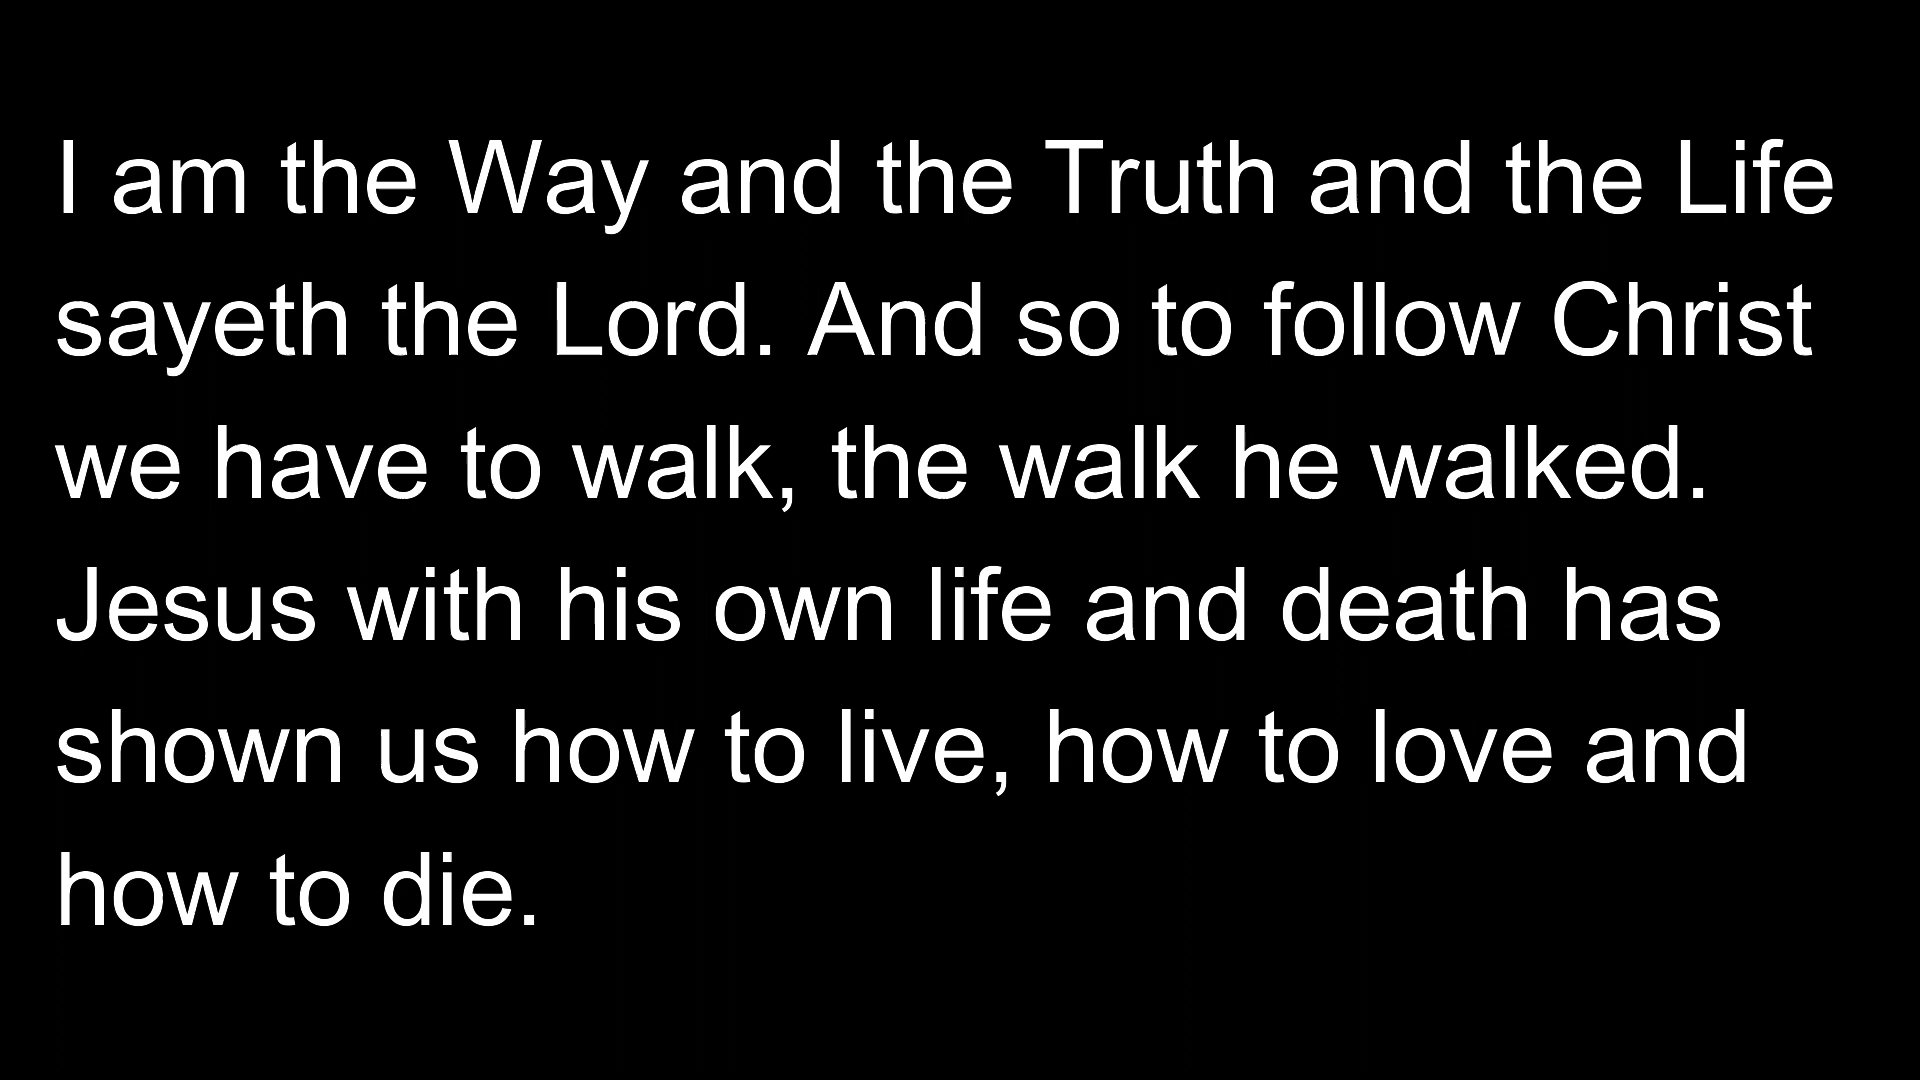 I am the Way and the Truth and the Life
sayeth the Lord. And so to follow Christ
we have to walk, the walk he walked.
Jesus with his own life and death has
shown us how to live, how to love and
how to die.